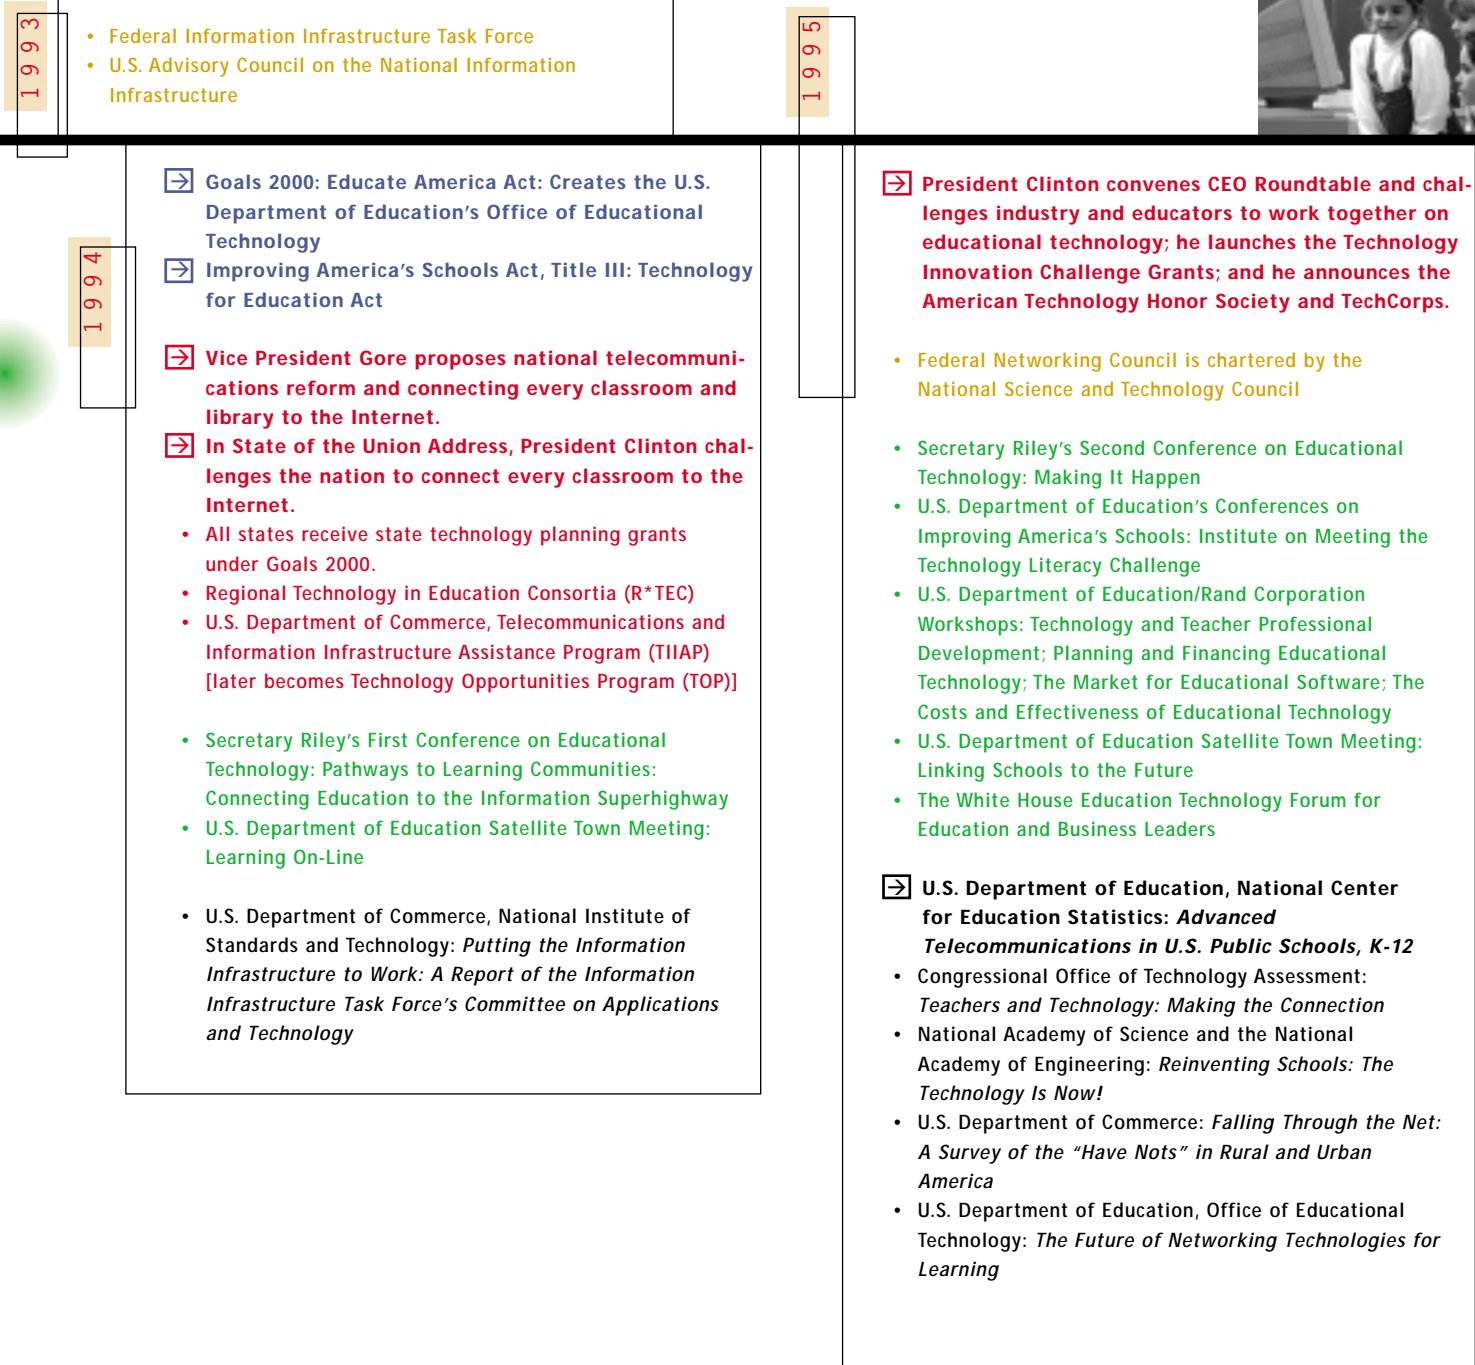 1993
• Federal Information Infrastructure Task Force
• U.S. Advisory Council on the National Information
Infrastructure
1994
Goals 2000: Educate America Act: Creates the U.S.
Department of Education's Office of Educational
Technology
Improving America's Schools Act, Title III: Technology
for Education Act
Vice President Gore proposes national telecommuni-
cations reform and connecting every classroom and
library to the Internet.
In State of the Union Address, President Clinton chal-
lenges the nation to connect every classroom to the
Internet.
• All states receive state technology planning grants
under Goals 2000.
• Regional Technology in Education Consortia (R*TEC)
• U.S. Department of Commerce, Telecommunications and
Information Infrastructure Assistance Program (TIIAP)
[later becomes Technology Opportunities Program (TOP)]
• Secretary Riley's First Conference on Educational
Technology: Pathways to Learning Communities:
Connecting Education to the Information Superhighway
• U.S. Department of Education Satellite Town Meeting:
Learning On-Line
• U.S. Department of Commerce, National Institute of
Standards and Technology: Putting the Information
Infrastructure to Work: A Report of the Information
Infrastructure Task Force's Committee on Applications
and Technology
1995
President Clinton convenes CEO Roundtable and chal-
lenges industry and educators to work together on
educational technology; he launches the Technology
Innovation Challenge Grants; and he announces the
American Technology Honor Society and TechCorps.
• Federal Networking Council is chartered by the
National Science and Technology Council
• Secretary Riley's Second Conference on Educational
Technology: Making It Happen
• U.S. Department of Education's Conferences on
Improving America's Schools: Institute on Meeting the
Technology Literacy Challenge
• U.S. Department of Education/Rand Corporation
Workshops: Technology and Teacher Professional
Development; Planning and Financing Educational
Technology; The Market for Educational Software; The
Costs and Effectiveness of Educational Technology
• U.S. Department of Education Satellite Town Meeting:
Linking Schools to the Future
• The White House Education Technology Forum for
Education and Business Leaders
U.S. Department of Education, National Center
for Education Statistics: Advanced
Telecommunications in U.S. Public Schools, K-12
• Congressional Office of Technology Assessment:
Teachers and Technology: Making the Connection
• National Academy of Science and the National
Academy of Engineering: Reinventing Schools: The
Technology Is Now!
• U.S. Department of Commerce: Falling Through the Net:
A Survey of the "Have Nots" in Rural and Urban
America
• U.S. Department of Education, Office of Educational
Technology: The Future of Networking Technologies for
Learning